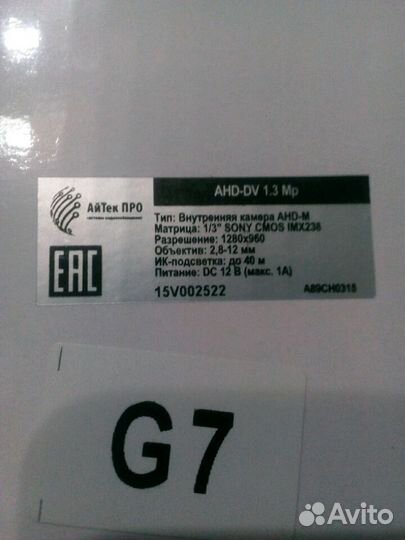 АйТек ПРО
системы видеонаблюдения
AHD-DV 1.3 Mp
Тип: Внутренняя камера AHD-M
Матрица: 1/3" SONY CMOS IMX238
Разрешение: 1280x960
Объектив: 2,8-12 мм
ИК-подсветка: до 40 м
Питание: DC 12 В (макс. 1А)
EAC
15V002522
A89CH0315
G7
Avito